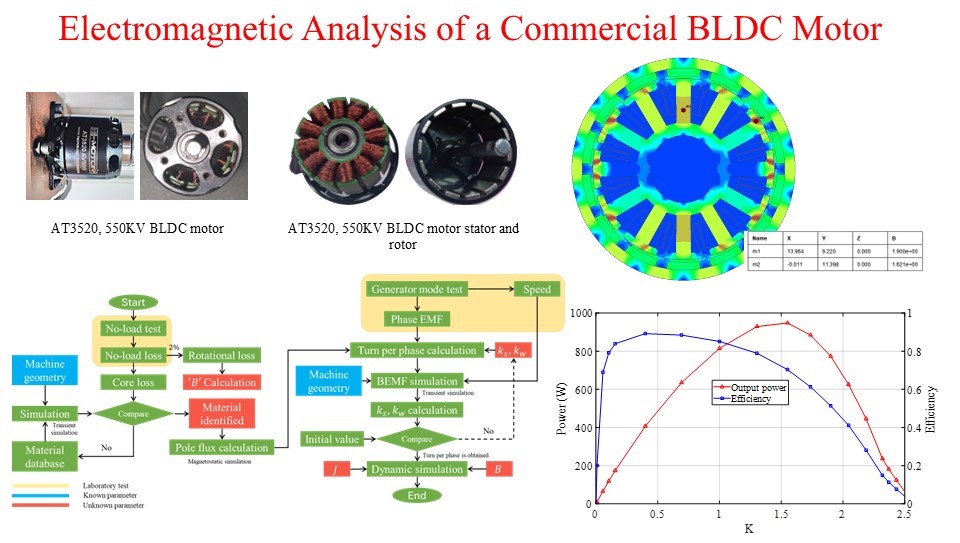 Electromagnetic Analysis of a Commercial BLDC Motor
AT3520, 550KV BLDC motor
AT3520, 550KV BLDC motor stator and
rotor
Name X Y Z B
m1 13.964 9.220 0.000 1.900e+00
m2 -0.011 11.398 0.000 1.621e+00
Start
No-load test
No-load loss
2%
Rotational loss
Core loss
'B' Calculation
Machine
geometry
Simulation
Compare
Material
identified
Transient
simulation
No
Material
database
Pole flux calculation
Magnetostatic simulation
Laboratory test
Known parameter
Unknown parameter
Generator mode test
Speed
Phase EMF
Turn per phase calculation
ks, kw
Machine
geometry
BEMF simulation
Transient simulation
ks, kw calculation
Initial value
Compare
No
Turn per phase is obtained
J
Dynamic simulation
B
End
1000
800
600
400
200
0
Power (W)
Output power
Efficiency
1
0.8
0.6
0.4
0.2
0
Efficiency
0 0.5 1 1.5 2 2.5
K